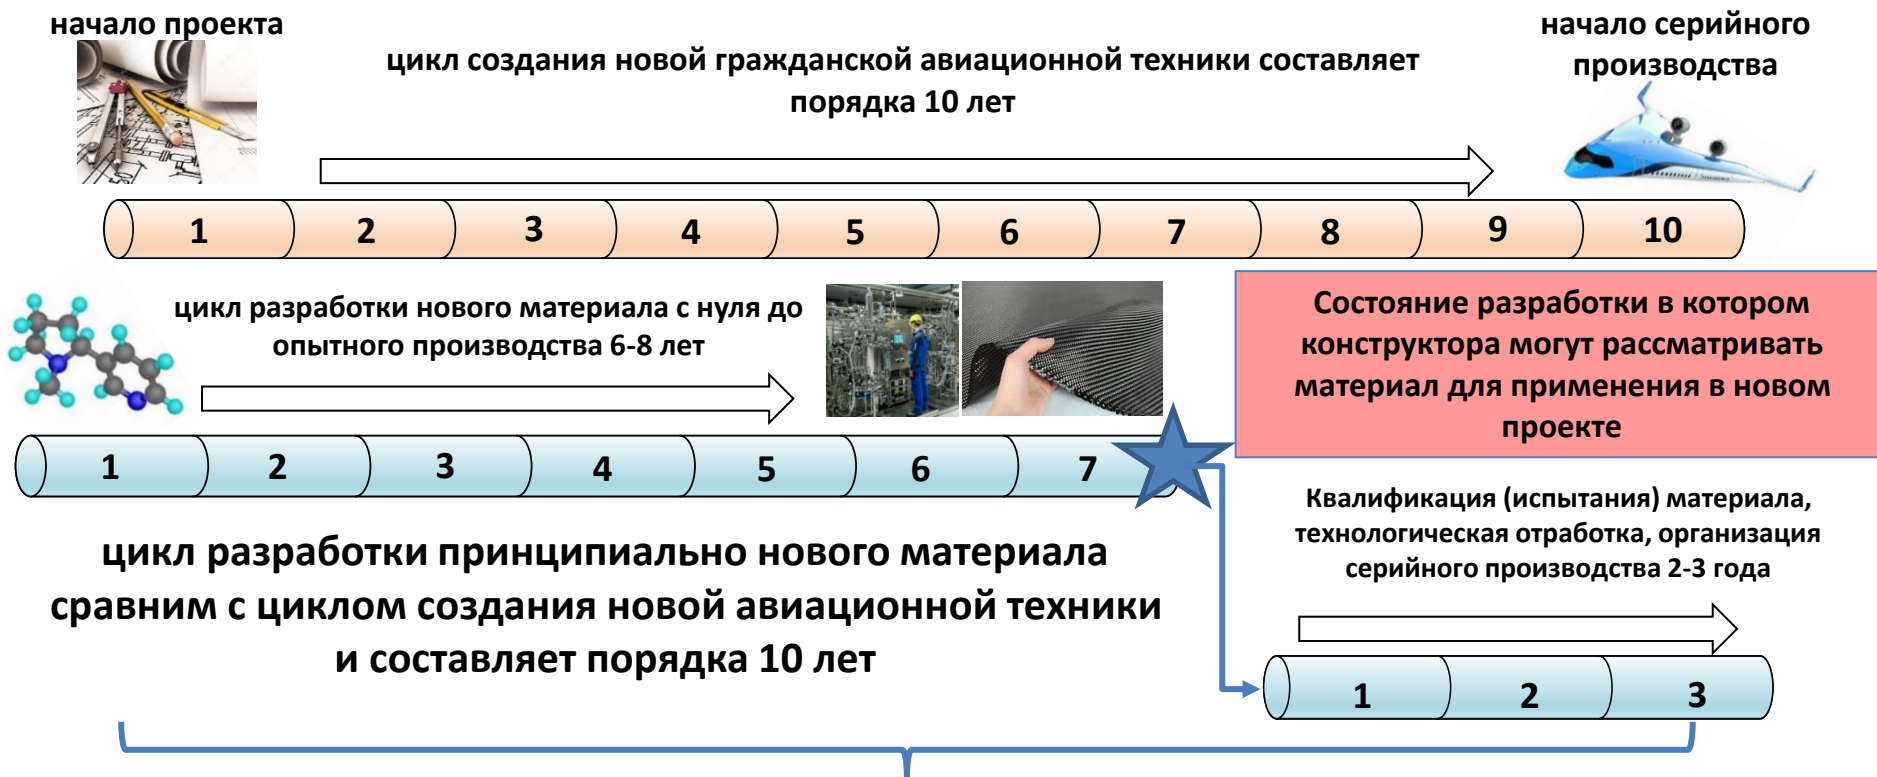 начало проекта
цикл создания новой гражданской авиационной техники составляет
порядка 10 лет
начало серийного
производства
1 2 3 4 5 6 7 8 9 10
цикл разработки нового материала с нуля до
опытного производства 6-8 лет
Состояние разработки в котором
конструктора могут рассматривать
материал для применения в новом
проекте
1 2 3 4 5 6 7
цикл разработки принципиально нового материала
сравним с циклом создания новой авиационной техники
и составляет порядка 10 лет
Квалификация (испытания) материала,
технологическая отработка, организация
серийного производства 2-3 года
1 2 3